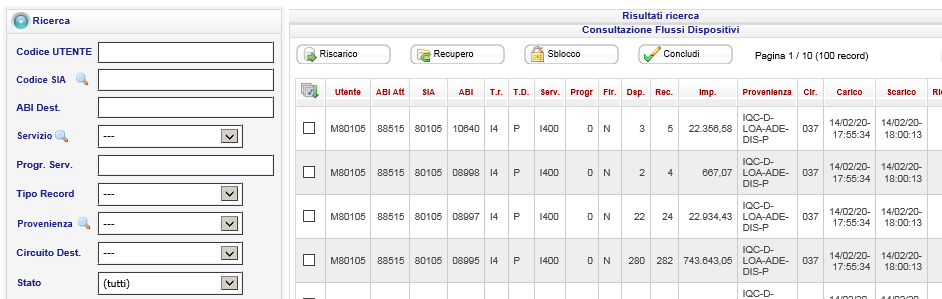 Ricerca
Codice UTENTE
Codice SIA
ABI Dest.
Servizio ---
Progr. Serv.
Tipo Record ---
Provenienza ---
Circuito Dest. ---
Stato (tutti)
Risultati ricerca
Consultazione Flussi Dispositivi
Riscarico Recupero Sblocco Concludi Pagina 1 / 10 (100 record)
Utente ABI Att SIA ABI T.r. T.D. Serv. Progr Fir. Dsp. Rec. Imp. Provenienza Cir. Carico Scarico
M80105 88515 80105 10640 I4 P I400 0 N 3 5 22.356,58 IQC-D-LOA-ADE-DIS-P 037 14/02/20-17:55:34 14/02/20-18:00:13
M80105 88515 80105 08998 I4 P I400 0 N 2 4 667,07 IQC-D-LOA-ADE-DIS-P 037 14/02/20-17:55:34 14/02/20-18:00:13
M80105 88515 80105 08997 I4 P I400 0 N 22 24 22.934,43 IQC-D-LOA-ADE-DIS-P 037 14/02/20-17:55:34 14/02/20-18:00:13
M80105 88515 80105 08995 I4 P I400 0 N 280 282 743.643,05 IQC-D-LOA-ADE-DIS-P 037 14/02/20-17:55:34 14/02/20-18:00:13
IQC-D-